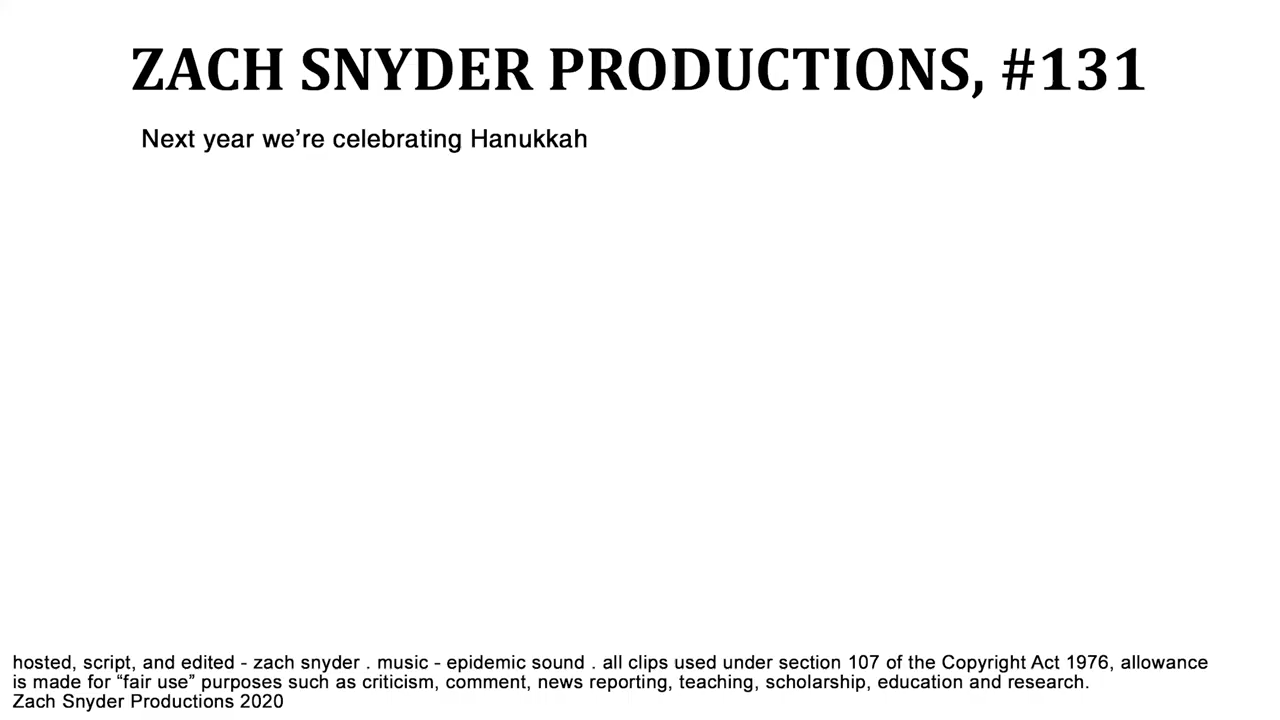 ZACH SNYDER PRODUCTIONS, #131
Next year we’re celebrating Hanukkah
hosted, script, and edited - zach snyder . music - epidemic sound . all clips used under section 107 of the Copyright Act 1976, allowance
is made for “fair use” purposes such as criticism, comment, news reporting, teaching, scholarship, education and research.
Zach Snyder Productions 2020